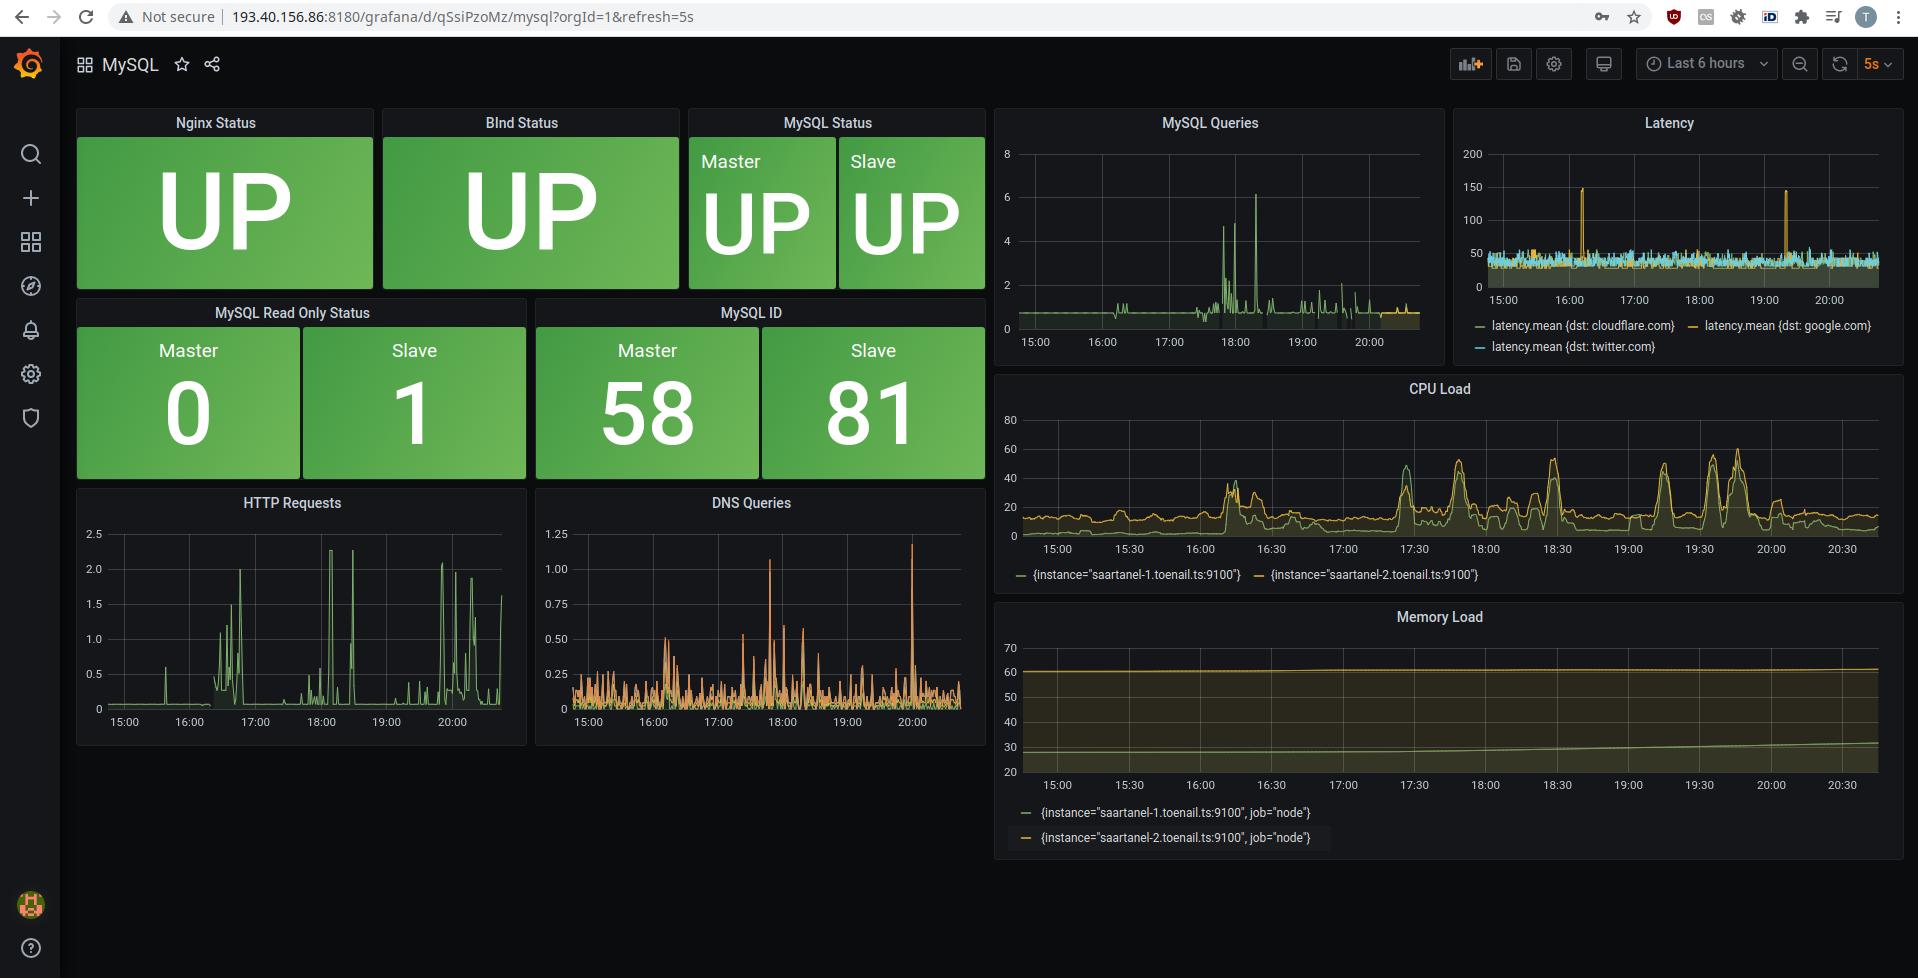 Not secure 193.40.156.86:8180/grafana/d/qSsiPzoMz/mysql?orgId=1&refresh=5s
UD
OS
iD
T
MySQL
Last 6 hours
5s
Nginx Status
UP
BInd Status
UP
MySQL Status
Master
UP
Slave
UP
MySQL Read Only Status
Master
0
Slave
1
MySQL ID
Master
58
Slave
81
HTTP Requests
2.5
2.0
1.5
1.0
0.5
0
15:00 16:00 17:00 18:00 19:00 20:00
DNS Queries
1.25
1.00
0.75
0.50
0.25
0
15:00 16:00 17:00 18:00 19:00 20:00
MySQL Queries
8
6
4
2
0
15:00 16:00 17:00 18:00 19:00 20:00
Latency
200
150
100
50
0
15:00 16:00 17:00 18:00 19:00 20:00
latency.mean {dst: cloudflare.com} latency.mean {dst: google.com}
latency.mean {dst: twitter.com}
CPU Load
80
60
40
20
0
15:00 15:30 16:00 16:30 17:00 17:30 18:00 18:30 19:00 19:30 20:00 20:30
{instance="saartanel-1.toenail.ts:9100"} {instance="saartanel-2.toenail.ts:9100"}
Memory Load
70
60
50
40
30
20
15:00 15:30 16:00 16:30 17:00 17:30 18:00 18:30 19:00 19:30 20:00 20:30
{instance="saartanel-1.toenail.ts:9100", job="node"}
{instance="saartanel-2.toenail.ts:9100", job="node"}